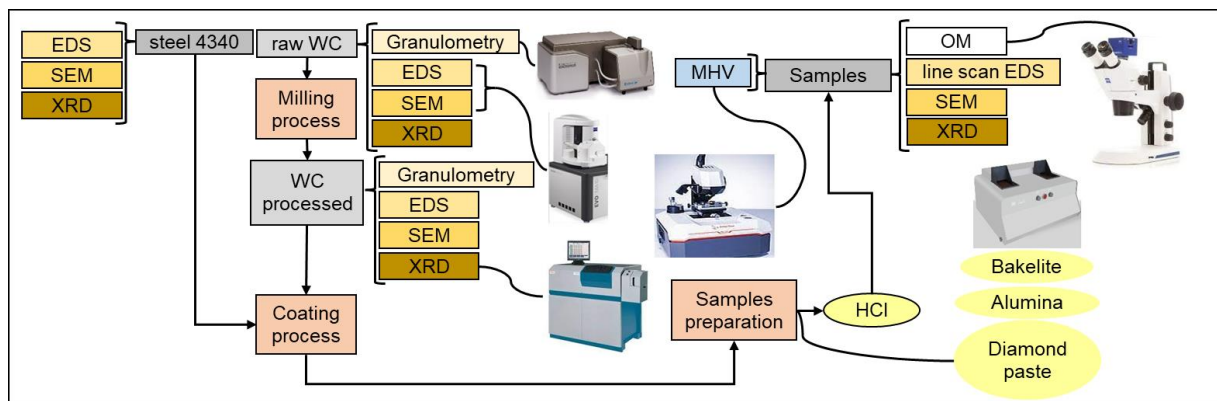 EDS
SEM
XRD
steel 4340
raw WC
Granulometry
EDS
SEM
XRD
Milling
process
WC
processed
Granulometry
EDS
SEM
XRD
Coating
process
MHV
Samples
OM
line scan EDS
SEM
XRD
Samples
preparation
HCl
Bakelite
Alumina
Diamond
paste